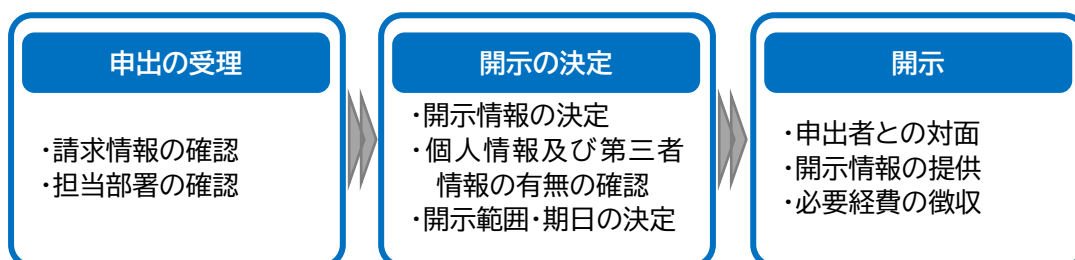 申出の受理
・請求情報の確認
・担当部署の確認
開示の決定
・開示情報の決定
・個人情報及び第三者
情報の有無の確認
・開示範囲・期日の決定
開示
・申出者との対面
・開示情報の提供
・必要経費の徴収